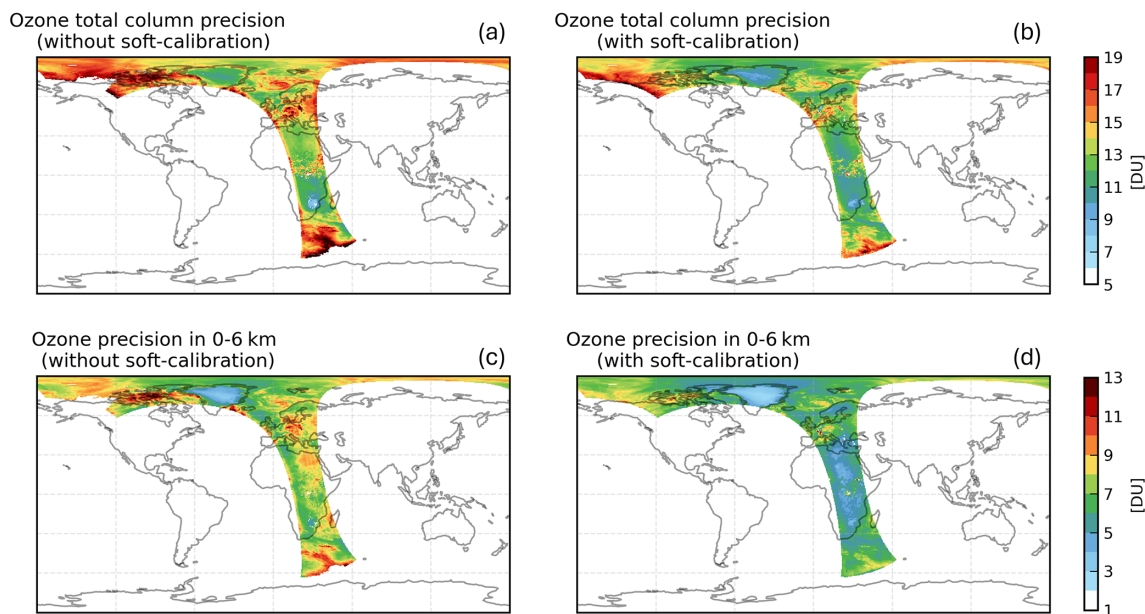 Ozone total column precision
(without soft-calibration)
(a)
Ozone total column precision
(with soft-calibration)
(b)
19
17
15
13
11
9
7
5
[DU]
Ozone precision in 0-6 km
(without soft-calibration)
(c)
Ozone precision in 0-6 km
(with soft-calibration)
(d)
13
11
9
7
5
3
1
[DU]